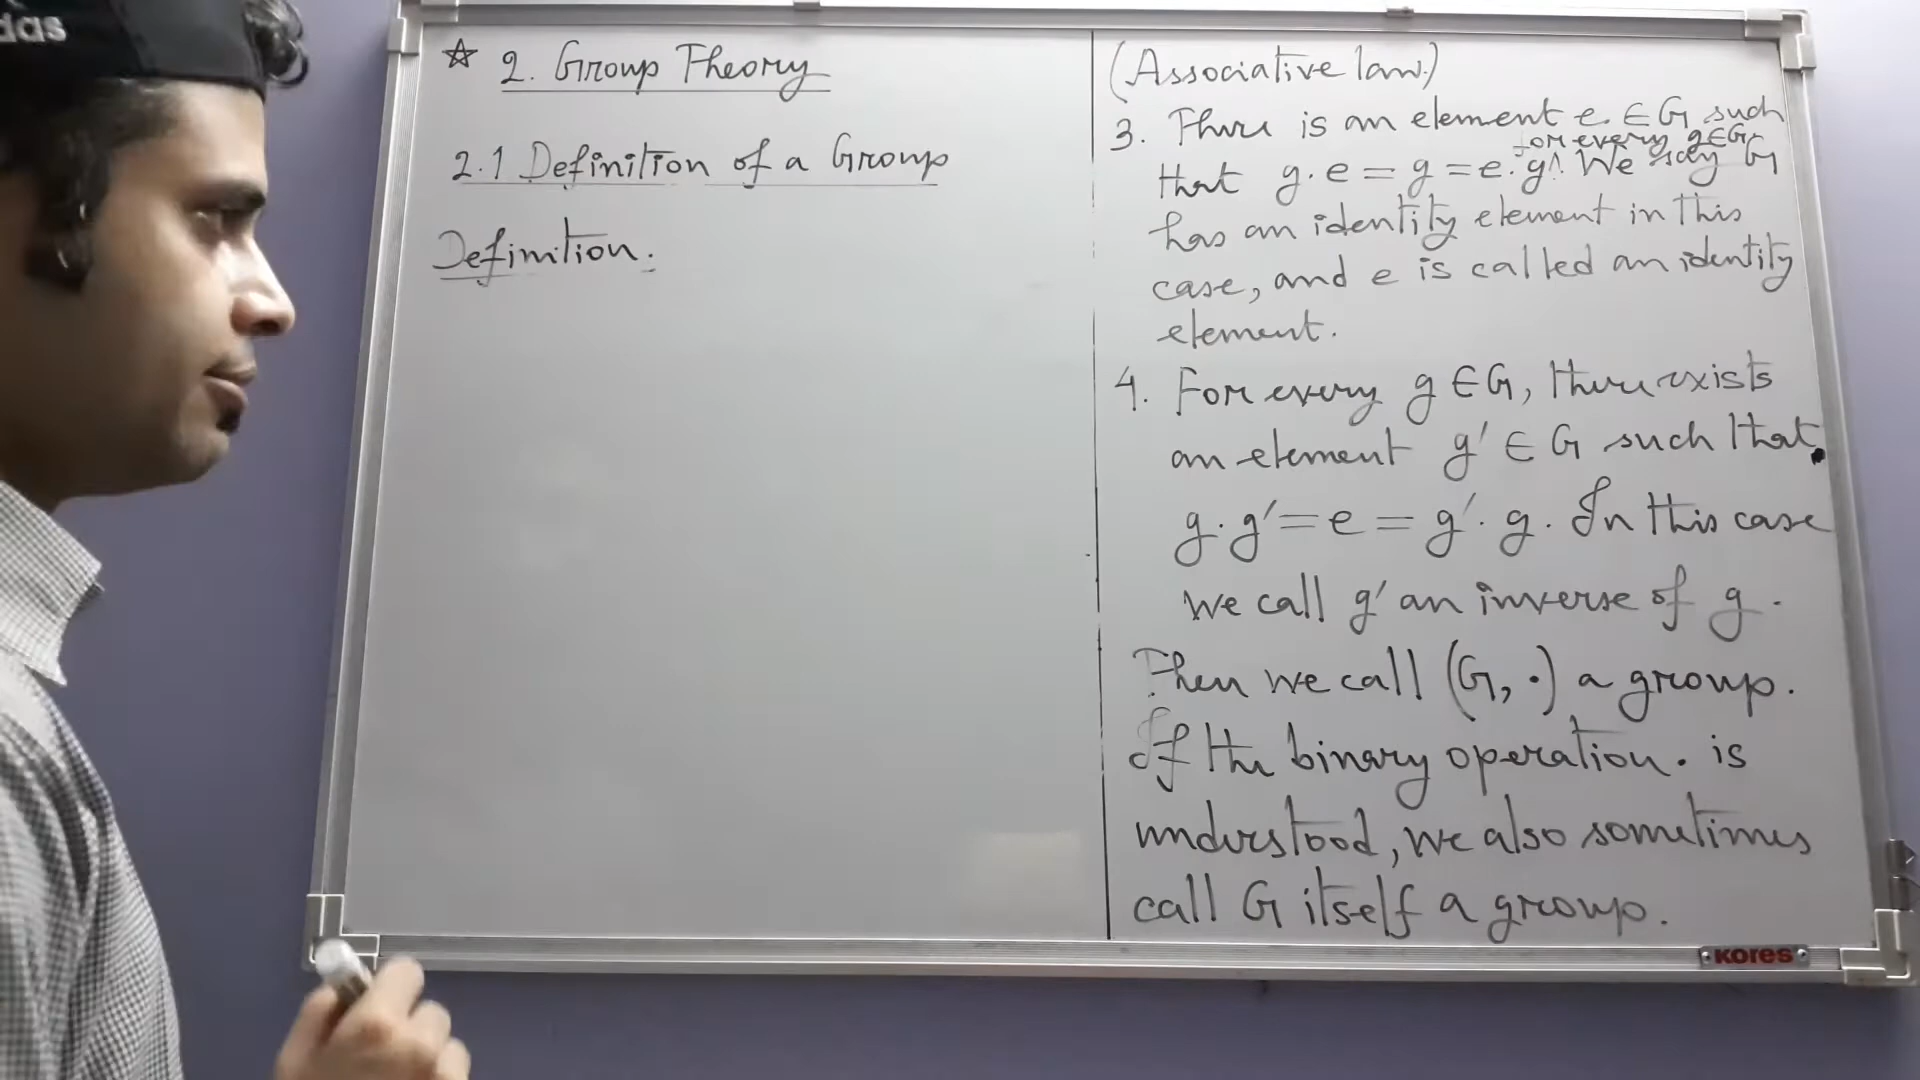 das
☆ 2. Group Theory
2.1 Definition of a Group
Definition.
(Associative law.)
3. There is an element e ∈ G such
for every g∈G
that g·e = g = e·g^. We say G
has an identity element in this
case, and e is called an identity
element.
4. For every g ∈ G, there exists
an element g' ∈ G such that
g·g' = e = g'·g. In this case
we call g' an inverse of g.
Then we call (G, ·) a group.
If the binary operation · is
understood, we also sometimes
call G itself a group.
KORES